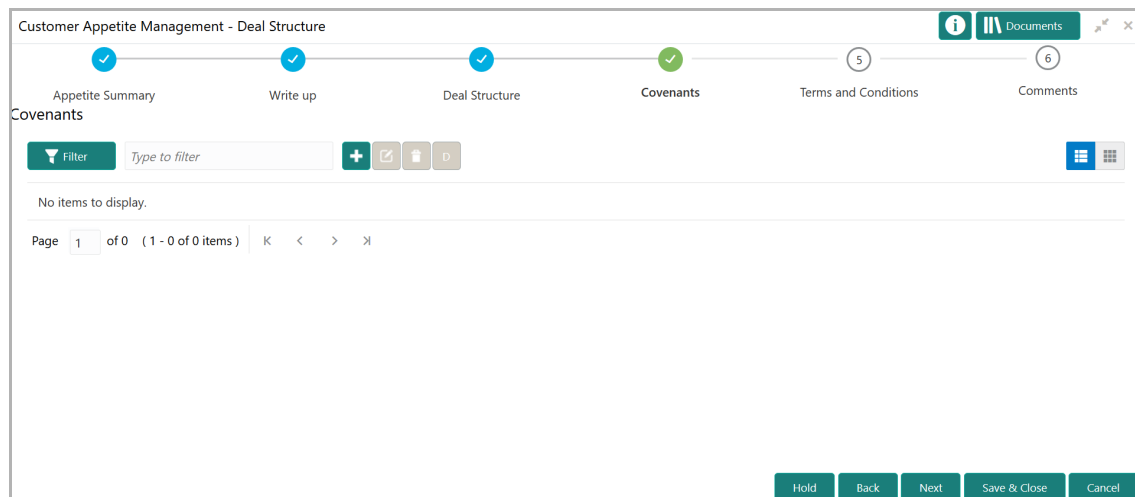 Customer Appetite Management - Deal Structure
i Documents
5 6
Appetite Summary Write up Deal Structure Covenants Terms and Conditions Comments
Covenants
Filter Type to filter D
No items to display.
Page 1 of 0 ( 1 - 0 of 0 items )
Hold Back Next Save & Close Cancel